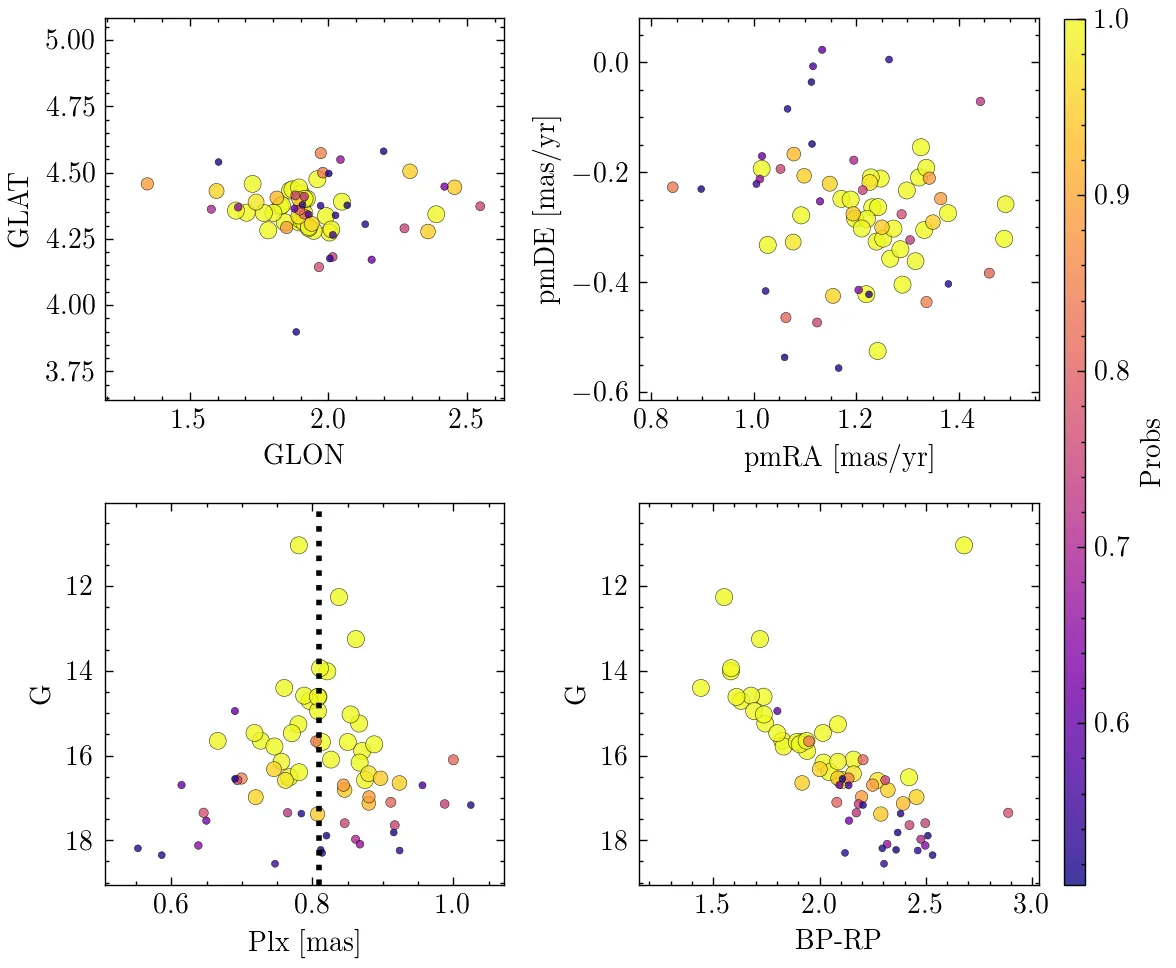 5.00
4.75
4.50
4.25
4.00
3.75
GLAT
1.5 2.0 2.5
GLON
0.0
−0.2
−0.4
−0.6
pmDE [mas/yr]
0.8 1.0 1.2 1.4
pmRA [mas/yr]
12
14
16
18
G
0.6 0.8 1.0
Plx [mas]
12
14
16
18
G
1.5 2.0 2.5 3.0
BP-RP
1.0
0.9
0.8
0.7
0.6
Probs